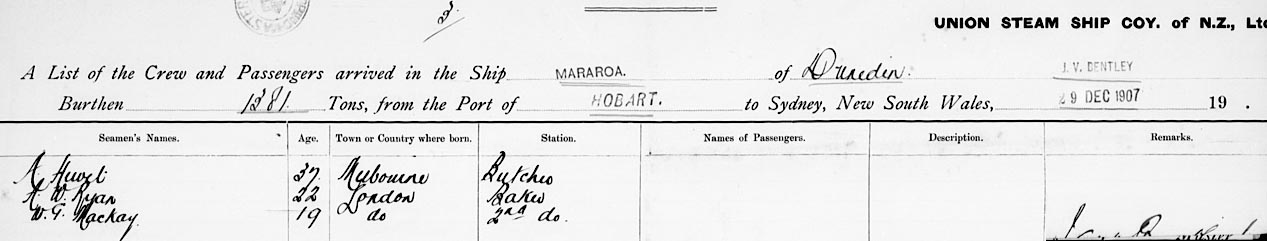 3.
UNION STEAM SHIP COY. of N.Z., Ltd
A List of the Crew and Passengers arrived in the Ship MARAROA. of Dunedin. J. V. BENTLEY
Burthen 1381 Tons, from the Port of HOBART. to Sydney, New South Wales, 29 DEC 1907 19 .
Seamen's Names. Age. Town or Country where born. Station. Names of Passengers. Description. Remarks.
A Huvet 37 Melbourne Butcher
A. W. Ryan 22 London Baker
W. G. Mackay 19 do 2nd do.